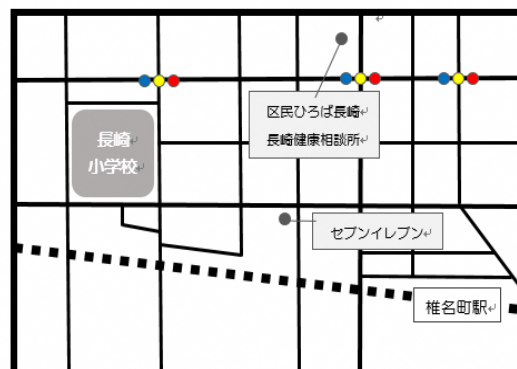 区民ひろば長崎
長崎健康相談所
長崎
小学校
セブンイレブン
椎名町駅